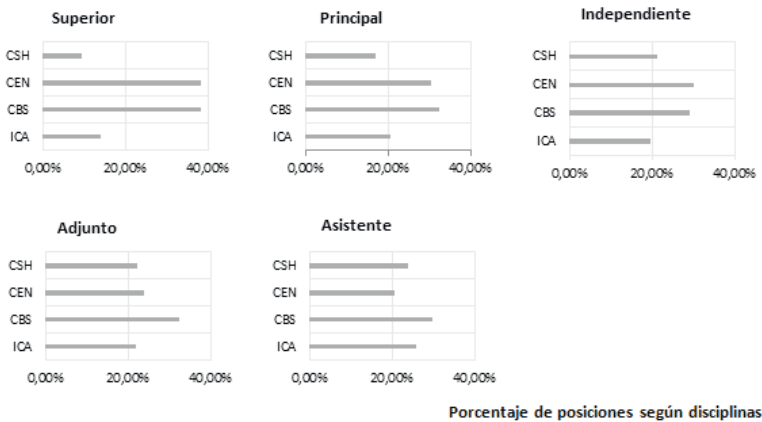 Superior
CSH
CEN
CBS
ICA
0,00% 20,00% 40,00%
Principal
CSH
CEN
CBS
ICA
0,00% 20,00% 40,00%
Independiente
CSH
CEN
CBS
ICA
0,00% 20,00% 40,00%
Adjunto
CSH
CEN
CBS
ICA
0,00% 20,00% 40,00%
Asistente
CSH
CEN
CBS
ICA
0,00% 20,00% 40,00%
Porcentaje de posiciones según disciplinas